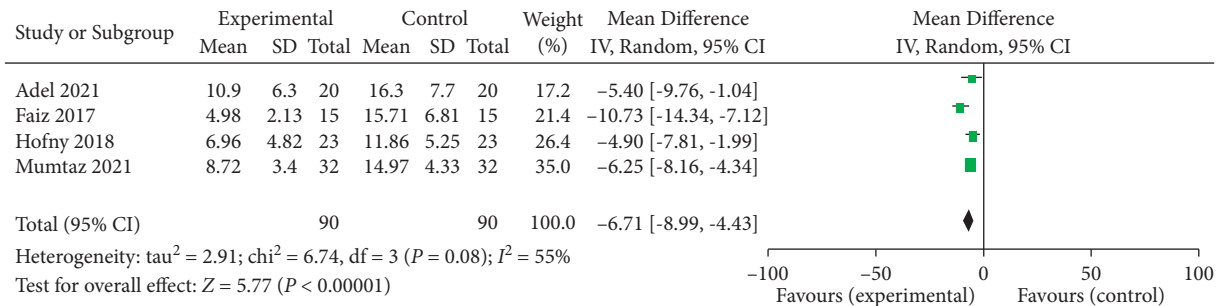 Study or Subgroup Experimental Control Weight (%) Mean Difference IV, Random, 95% CI Mean Difference IV, Random, 95% CI
Mean SD Total Mean SD Total
Adel 2021 10.9 6.3 20 16.3 7.7 20 17.2 −5.40 [-9.76, -1.04]
Faiz 2017 4.98 2.13 15 15.71 6.81 15 21.4 −10.73 [-14.34, -7.12]
Hofny 2018 6.96 4.82 23 11.86 5.25 23 26.4 −4.90 [-7.81, -1.99]
Mumtaz 2021 8.72 3.4 32 14.97 4.33 32 35.0 −6.25 [-8.16, -4.34]
Total (95% CI) 90 90 100.0 −6.71 [-8.99, -4.43]
Heterogeneity: tau² = 2.91; chi² = 6.74, df = 3 (P = 0.08); I² = 55%
Test for overall effect: Z = 5.77 (P < 0.00001)
−100 −50 0 50 100
Favours (experimental) Favours (control)